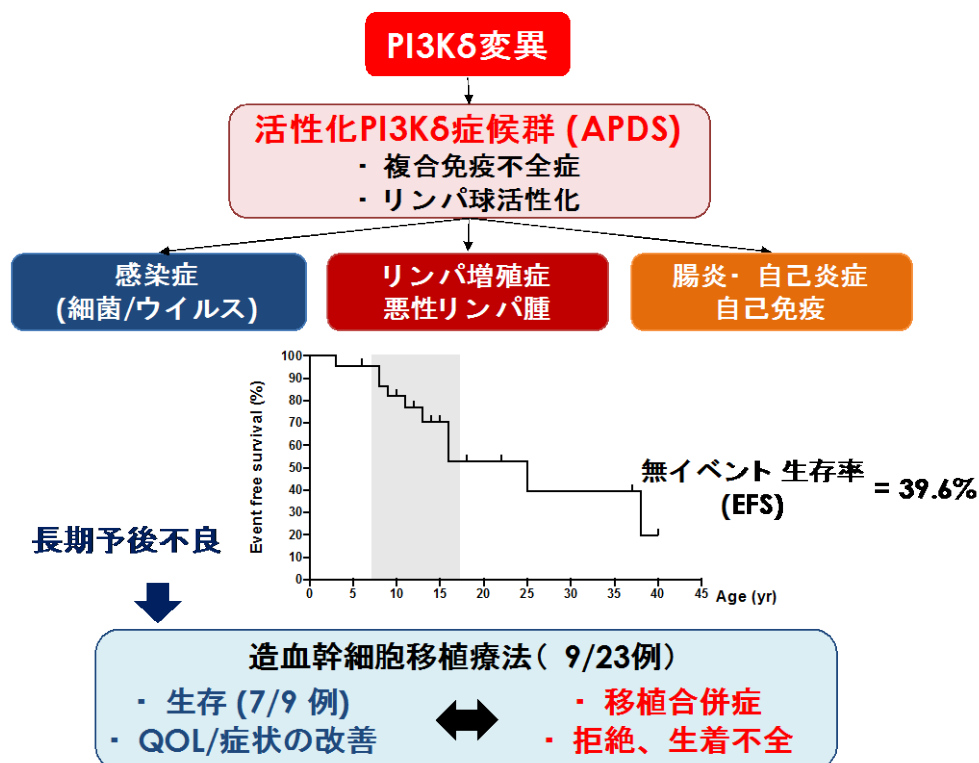 PI3Kδ変異
活性化PI3Kδ症候群 (APDS)
・ 複合免疫不全症
・ リンパ球活性化
感染症
(細菌/ウイルス)
リンパ増殖症
悪性リンパ腫
腸炎・ 自己炎症
自己免疫
Event free survival (%)
100
90
80
70
60
50
40
30
20
10
0
0 5 10 15 20 25 30 35 40 45 Age (yr)
無イベント 生存率
(EFS)
= 39.6%
長期予後不良
造血幹細胞移植療法( 9/23例)
・ 生存 (7/9 例)
・ QOL/症状の改善
・ 移植合併症
・ 拒絶、生着不全